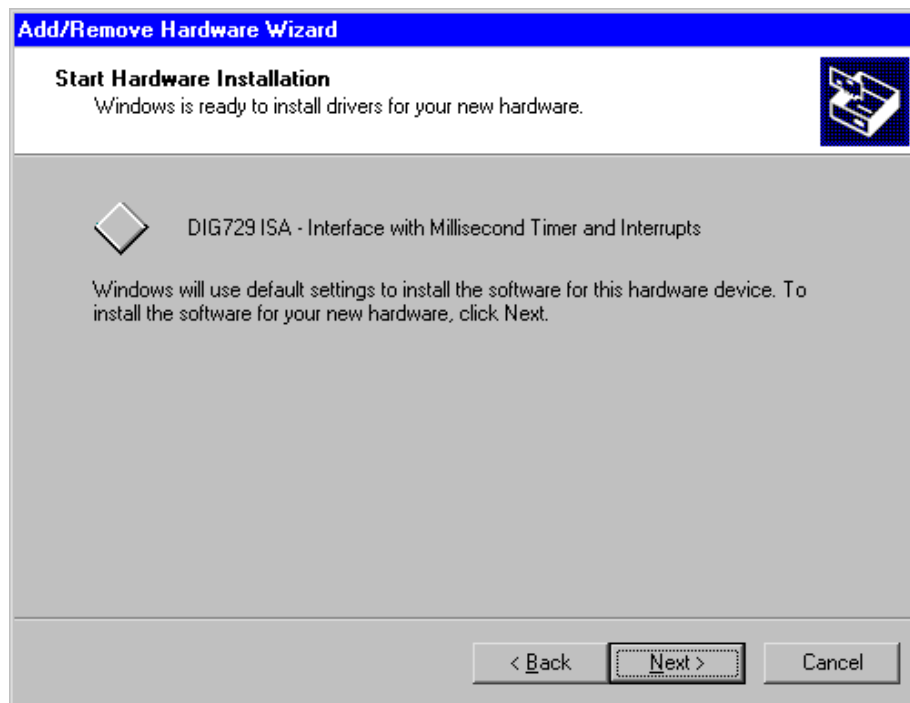 Add/Remove Hardware Wizard
Start Hardware Installation
Windows is ready to install drivers for your new hardware.
DIG729 ISA - Interface with Millisecond Timer and Interrupts
Windows will use default settings to install the software for this hardware device. To
install the software for your new hardware, click Next.
< Back
Next >
Cancel